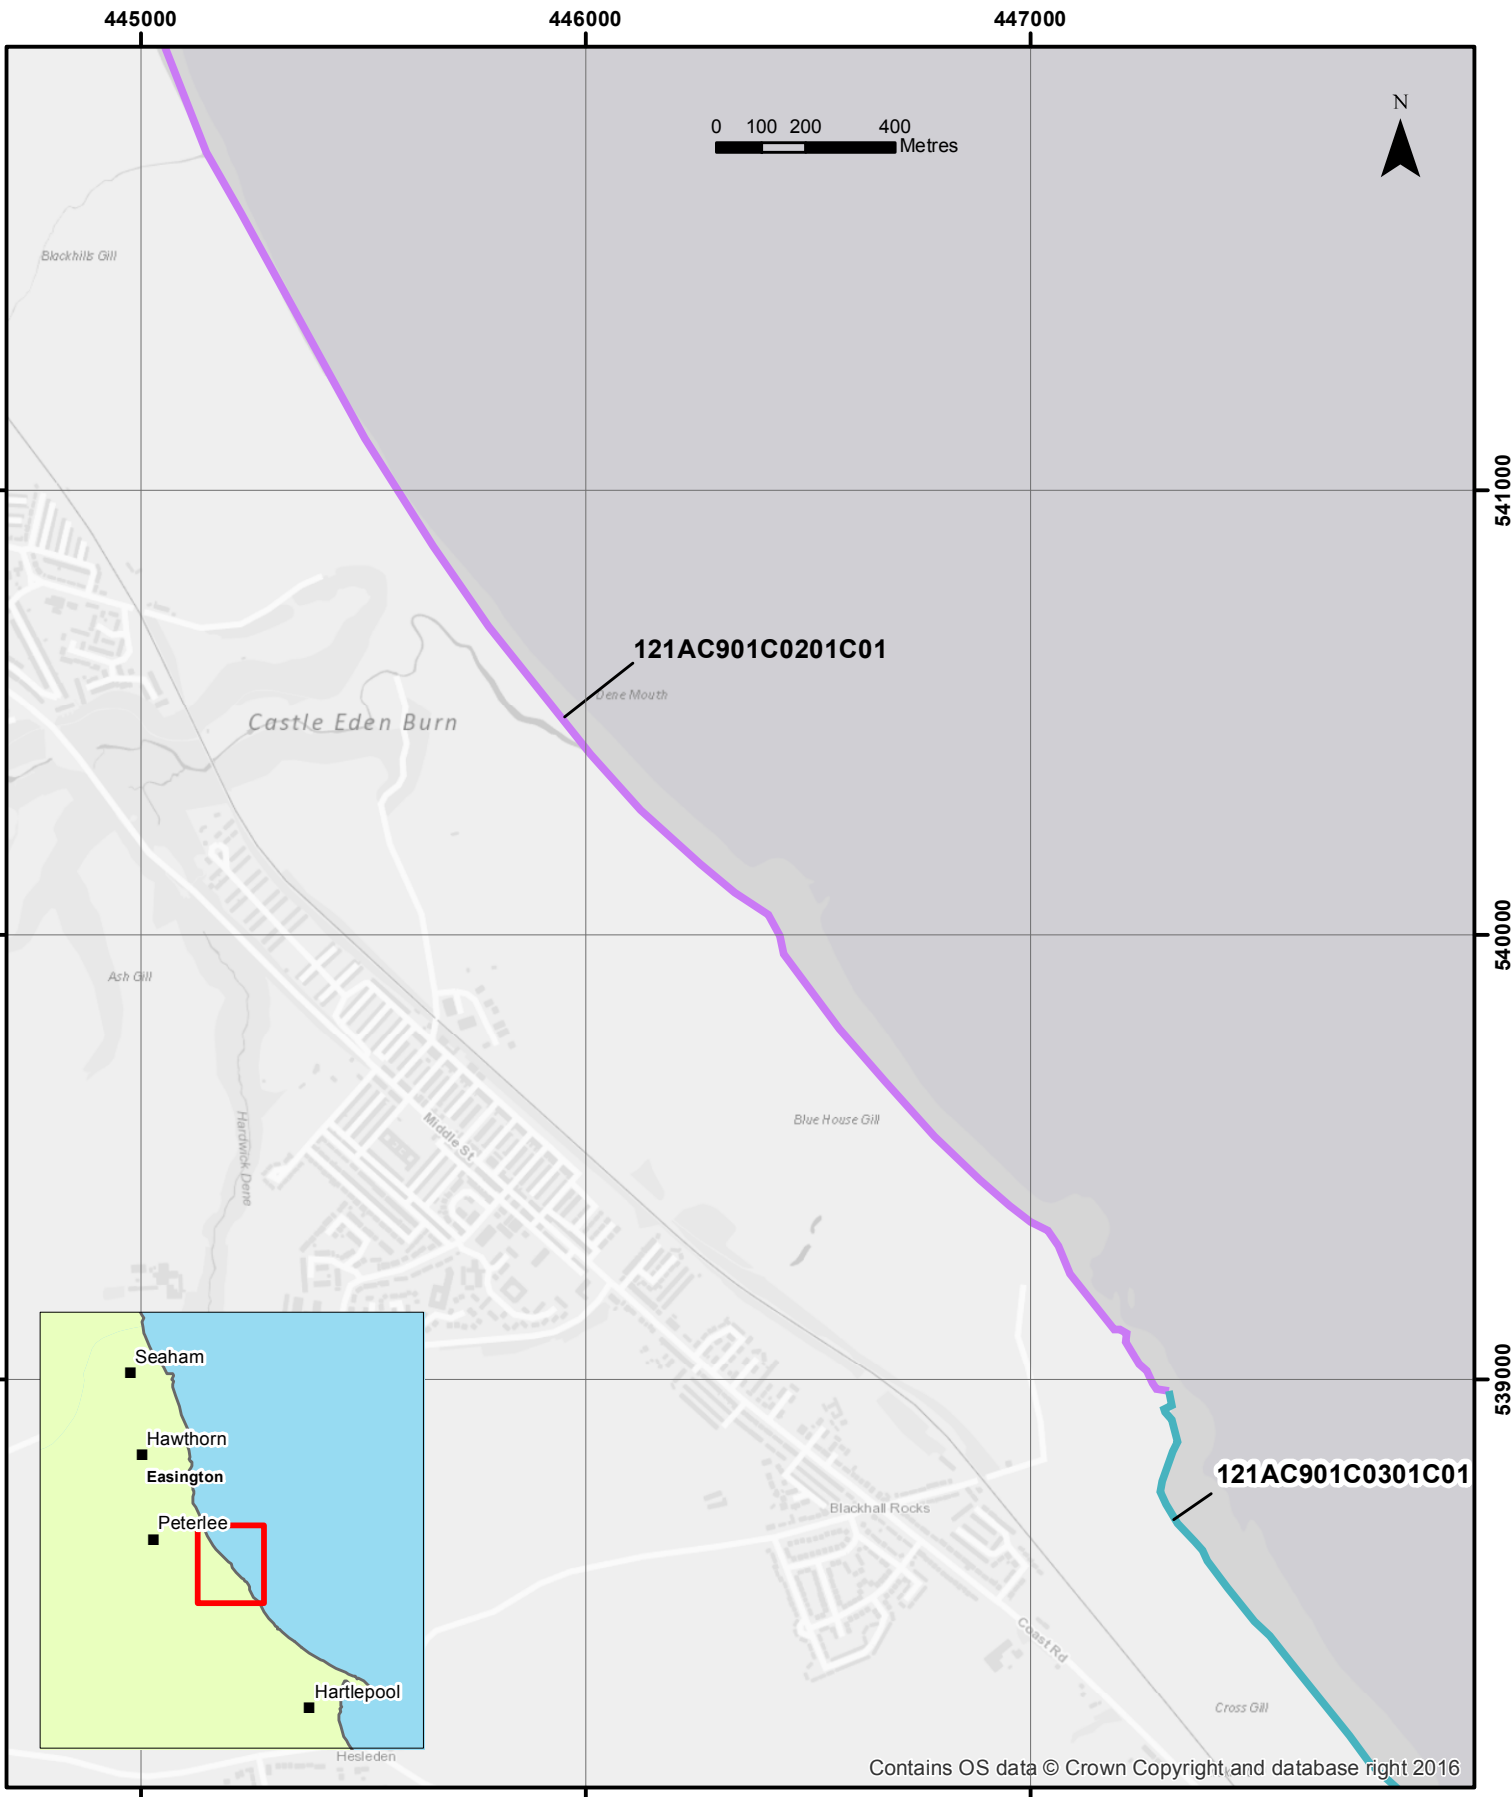 445000
446000
447000
N
0 100 200 400
Metres
Blackhills Gill
541000
121AC901C0201C01
Dene Mouth
Castle Eden Burn
540000
Ash Gill
Hardwick Dene
Middle St
Blue House Gill
539000
Seaham
Hawthorn
Easington
Peterlee
Hartlepool
121AC901C0301C01
Blackhall Rocks
Coast Rd
Cross Gill
Hesleden
Contains OS data © Crown Copyright and database right 2016